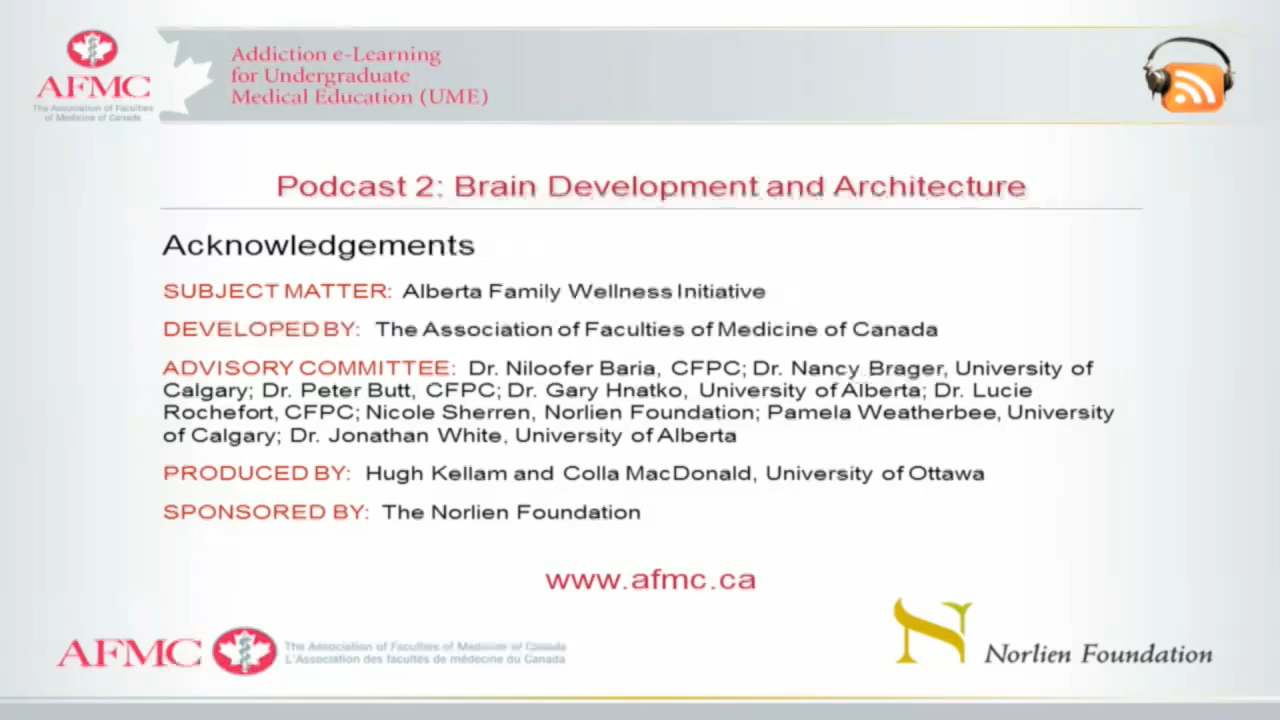 AFMC
The Association of Faculties
of Medicine of Canada
Addiction e-Learning
for Undergraduate
Medical Education (UME)
Podcast 2: Brain Development and Architecture
Acknowledgements
SUBJECT MATTER: Alberta Family Wellness Initiative
DEVELOPED BY: The Association of Faculties of Medicine of Canada
ADVISORY COMMITTEE: Dr. Niloofer Baria, CFPC; Dr. Nancy Brager, University of
Calgary; Dr. Peter Butt, CFPC; Dr. Gary Hnatko, University of Alberta; Dr. Lucie
Rochefort, CFPC; Nicole Sherren, Norlien Foundation; Pamela Weatherbee, University
of Calgary; Dr. Jonathan White, University of Alberta
PRODUCED BY: Hugh Kellam and Colla MacDonald, University of Ottawa
SPONSORED BY: The Norlien Foundation
www.afmc.ca
AFMC
The Association of Faculties of Medicine of Canada
L'Association des facultés de médecine du Canada
Norlien Foundation